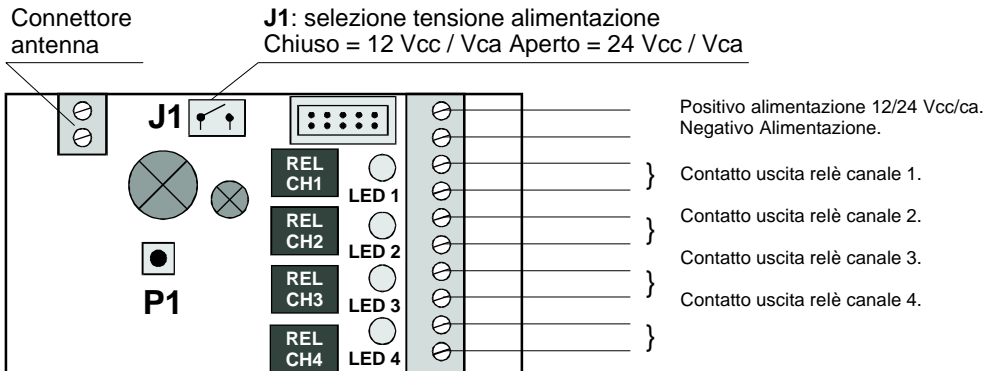 Connettore
antenna
J1: selezione tensione alimentazione
Chiuso = 12 Vcc / Vca Aperto = 24 Vcc / Vca
J1
REL
CH1
LED 1
REL
CH2
LED 2
REL
CH3
LED 3
REL
CH4
LED 4
P1
Positivo alimentazione 12/24 Vcc/ca.
Negativo Alimentazione.
} Contatto uscita relè canale 1.
} Contatto uscita relè canale 2.
} Contatto uscita relè canale 3.
} Contatto uscita relè canale 4.